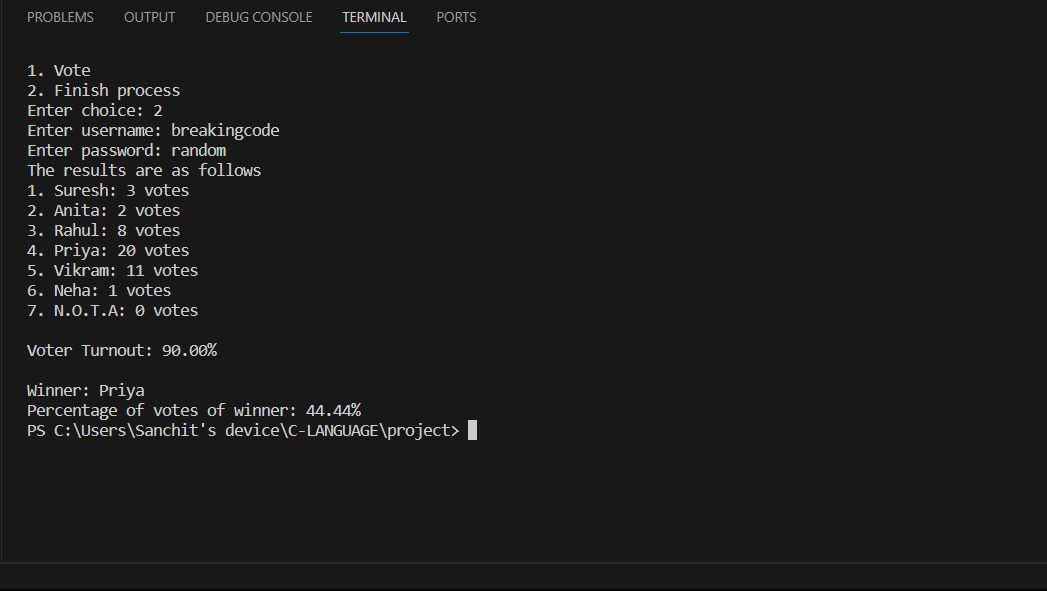 PROBLEMS OUTPUT DEBUG CONSOLE TERMINAL PORTS
1. Vote
2. Finish process
Enter choice: 2
Enter username: breakingcode
Enter password: random
The results are as follows
1. Suresh: 3 votes
2. Anita: 2 votes
3. Rahul: 8 votes
4. Priya: 20 votes
5. Vikram: 11 votes
6. Neha: 1 votes
7. N.O.T.A: 0 votes
Voter Turnout: 90.00%
Winner: Priya
Percentage of votes of winner: 44.44%
PS C:\Users\Sanchit's device\C-LANGUAGE\project>